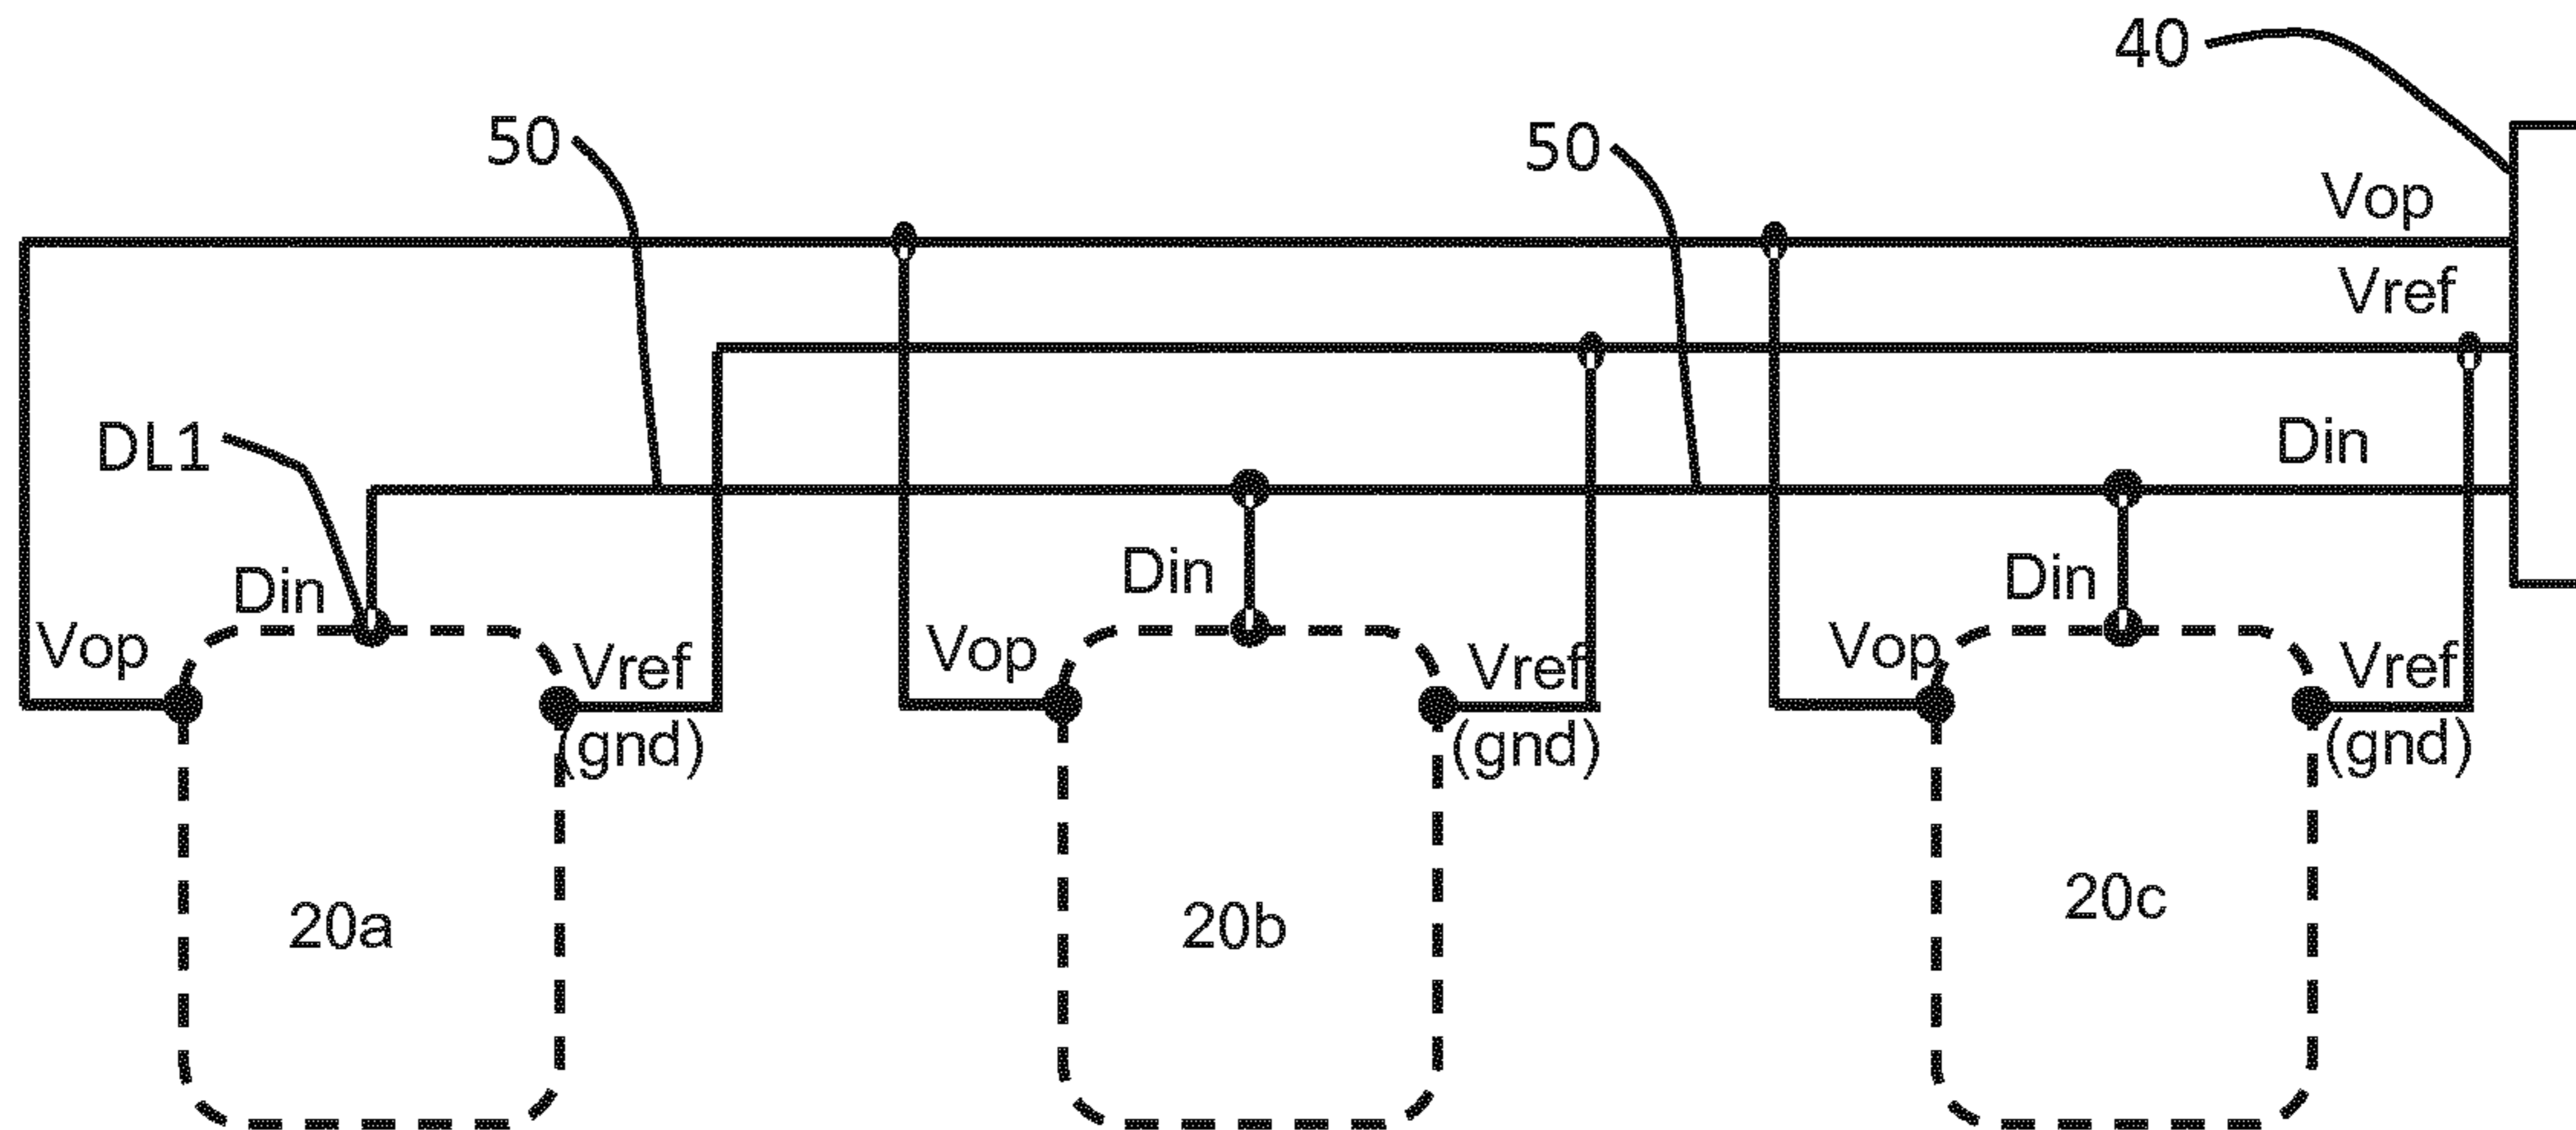 40
50
50
Vop
Vref
DL1
Din
Din
Din
Din
Vop
Vref
(gnd)
Vop
Vref
(gnd)
Vop
Vref
(gnd)
20a
20b
20c